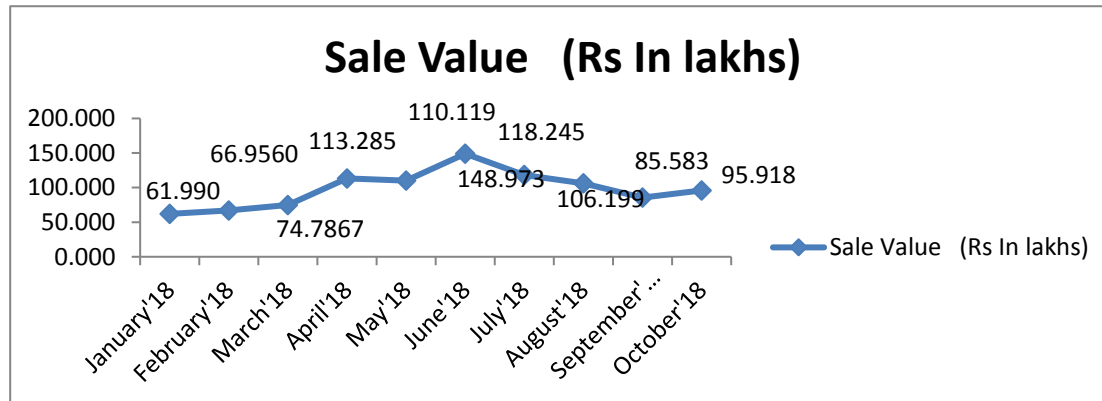 Sale Value (Rs In lakhs)
200.000
150.000
100.000
50.000
0.000
61.990
66.9560
74.7867
113.285
110.119
148.973
118.245
106.199
85.583
95.918
January'18
February'18
March'18
April'18
May'18
June'18
July'18
August'18
September' ...
October'18
Sale Value (Rs In lakhs)